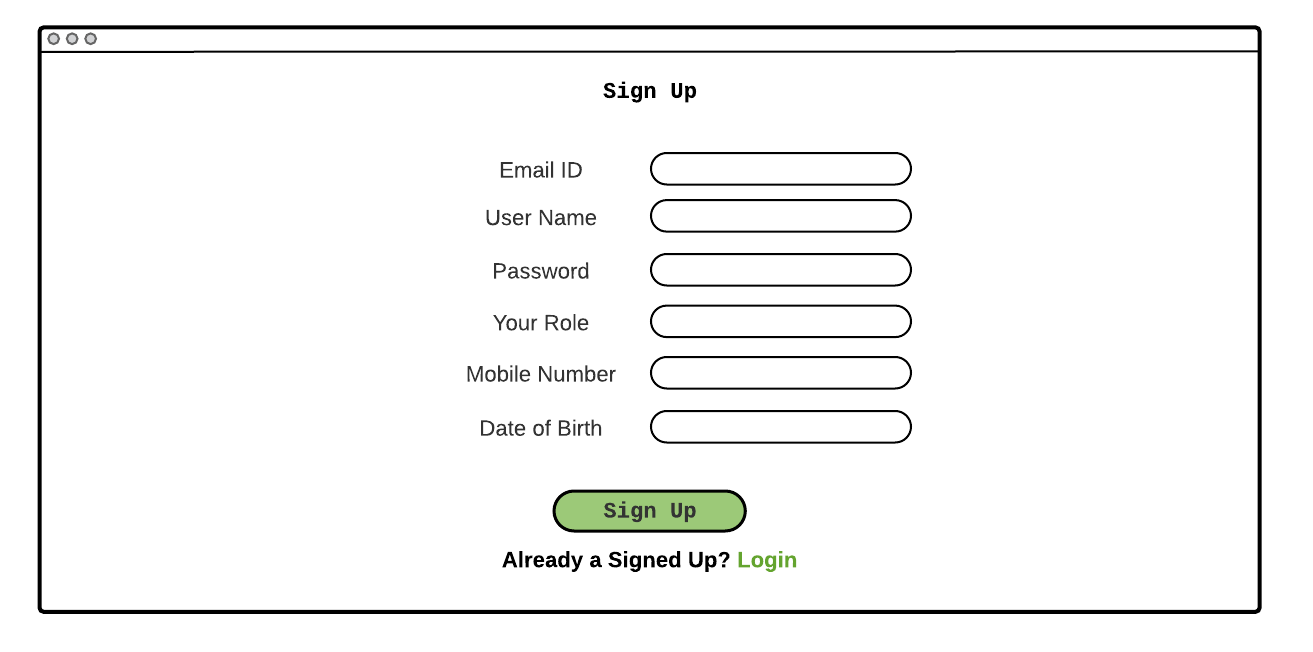 Sign Up
Email ID
User Name
Password
Your Role
Mobile Number
Date of Birth
Sign Up
Already a Signed Up? Login